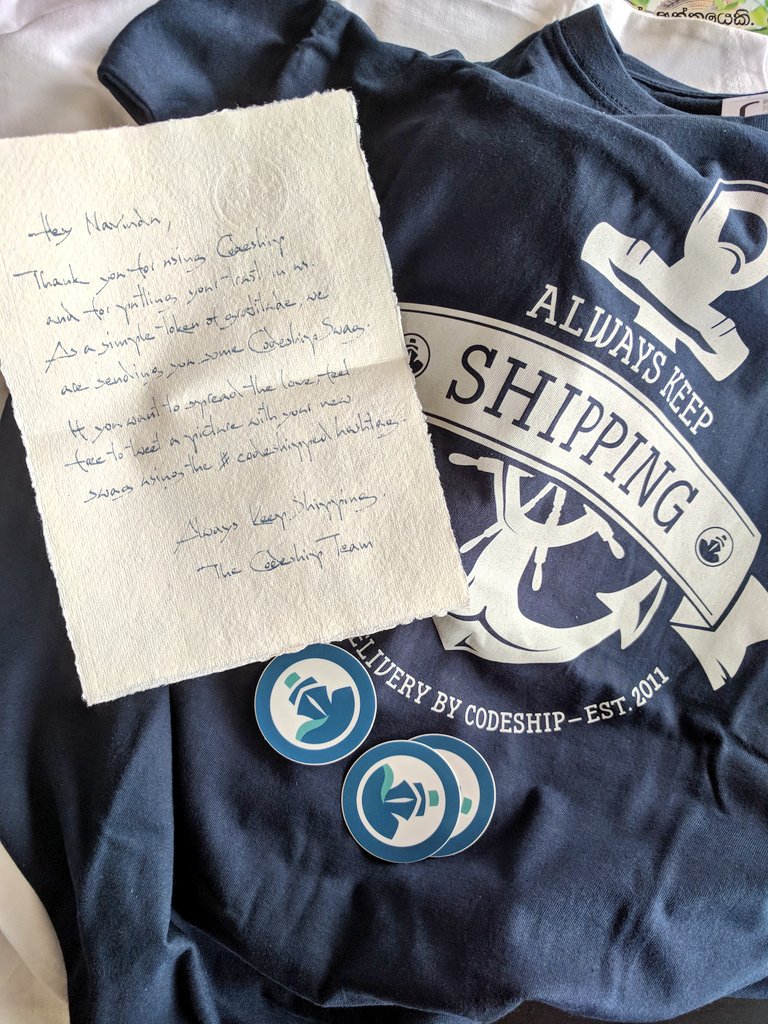 Hey Navindn,
Thank you for using Codeship
and for putting your trust in us.
As a simple token of gratitude, we
are sending you some Codeship Swag.
If you want to spread the love, feel
free to tweet a picture with your new
swag using the #codeshipped hashtag.
Always Keep Shipping.
The Codeship Team
ALWAYS KEEP
SHIPPING
ELIVERY BY CODESHIP – EST. 2011